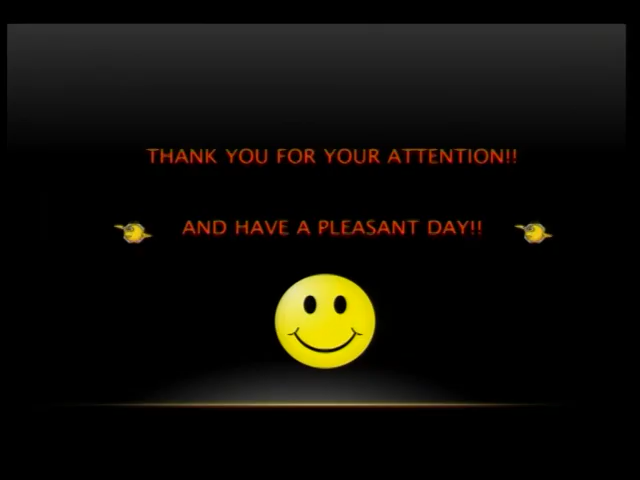 THANK YOU FOR YOUR ATTENTION!!
AND HAVE A PLEASANT DAY!!